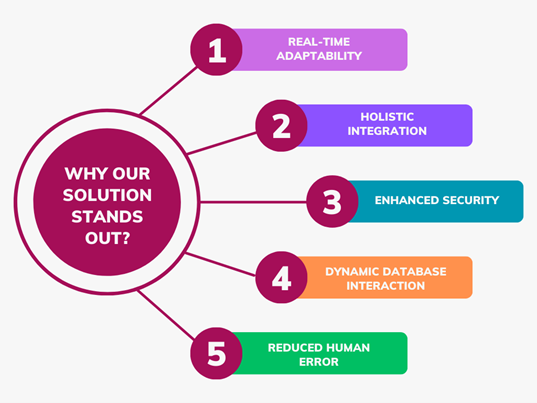 WHY OUR
SOLUTION
STANDS
OUT?
1
REAL-TIME
ADAPTABILITY
2
HOLISTIC
INTEGRATION
3
ENHANCED SECURITY
4
DYNAMIC DATABASE
INTERACTION
5
REDUCED HUMAN
ERROR